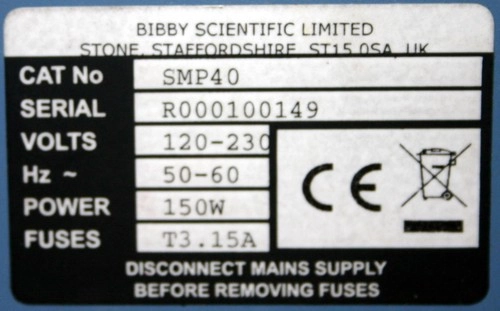 BIBBY SCIENTIFIC LIMITED
STONE, STAFFORDSHIRE, ST15 0SA, UK
CAT No SMP40
SERIAL R000100149
VOLTS 120-230
Hz ~ 50-60
POWER 150W
FUSES T3.15A
CE
DISCONNECT MAINS SUPPLY
BEFORE REMOVING FUSES